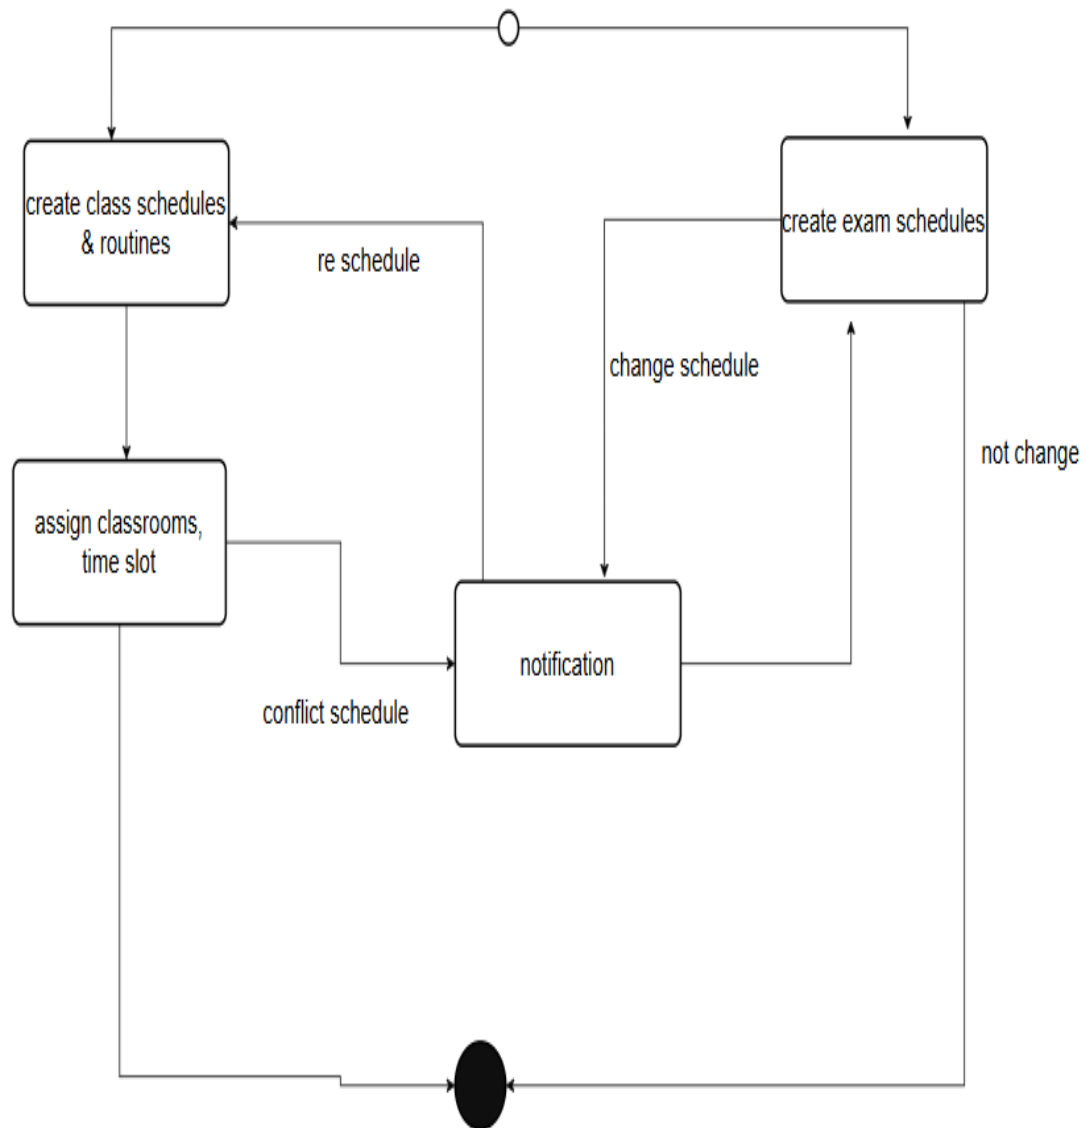 create class schedules
& routines
create exam schedules
re schedule
change schedule
not change
assign classrooms,
time slot
notification
conflict schedule